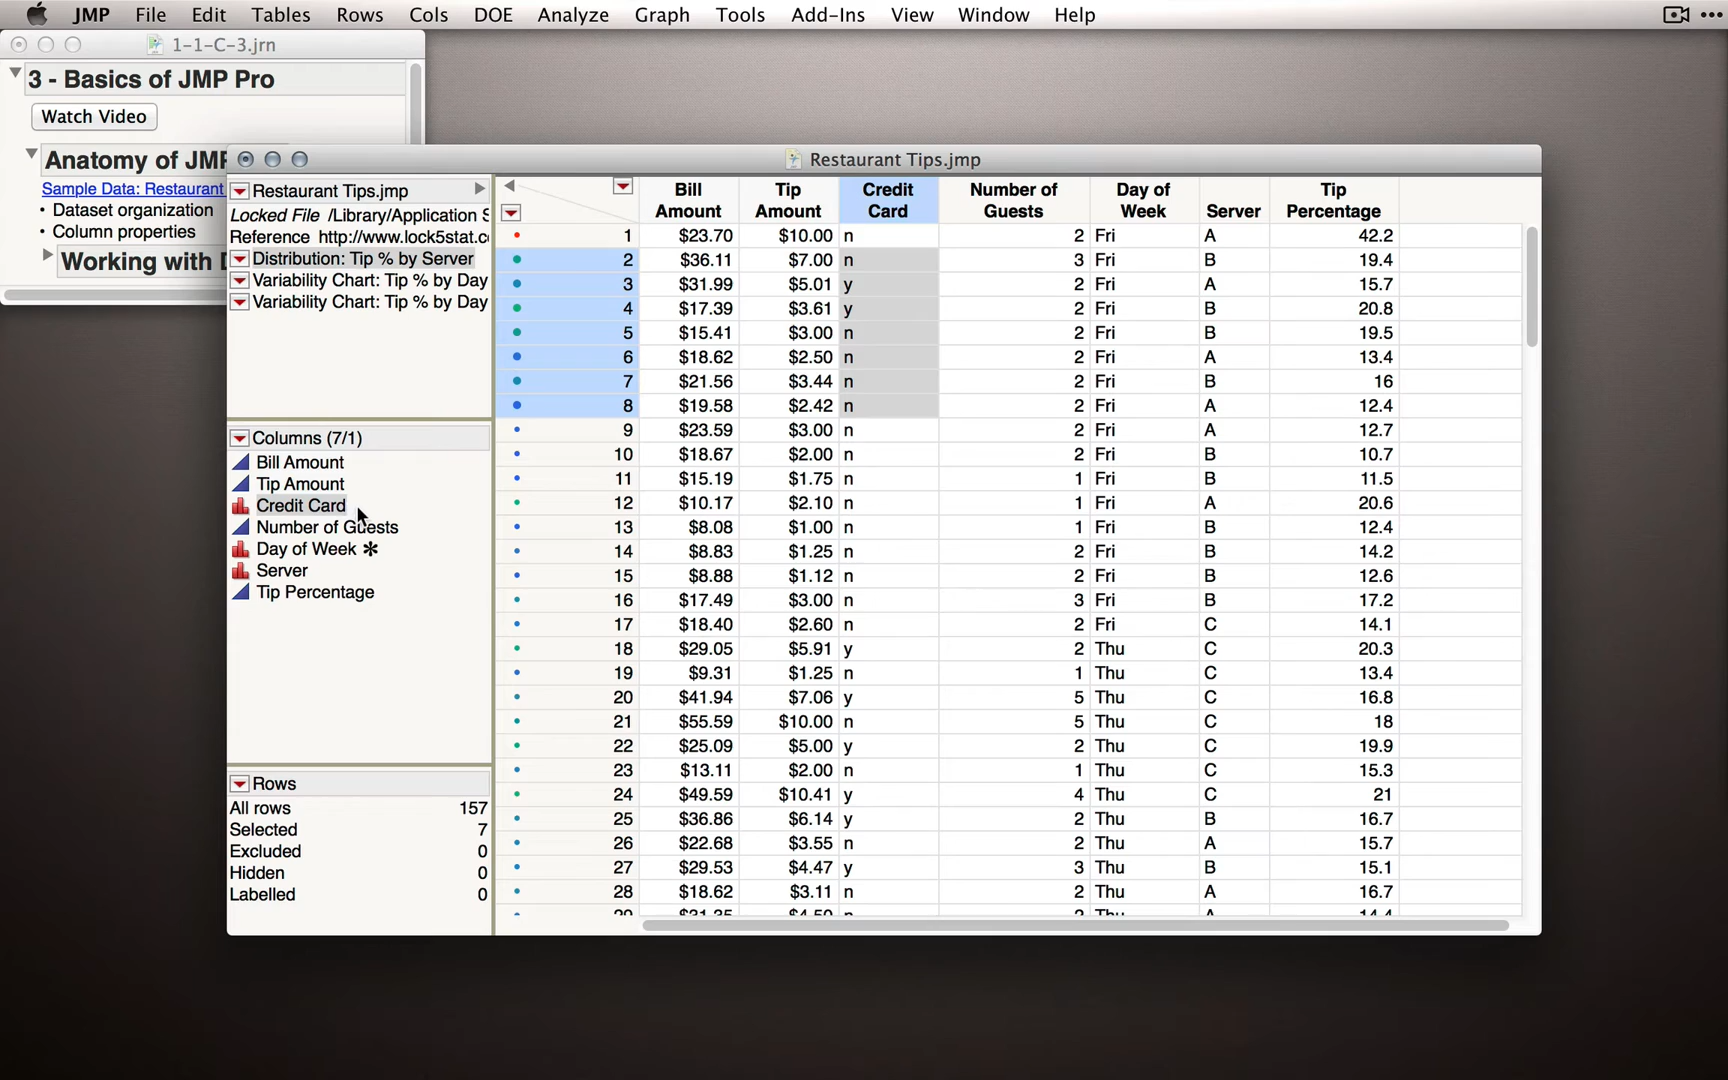 JMP File Edit Tables Rows Cols DOE Analyze Graph Tools Add-Ins View Window Help
1-1-C-3.jrn
3 - Basics of JMP Pro
Watch Video
Anatomy of JMP
Sample Data: Restaurant
• Dataset organization
• Column properties
Working with
Restaurant Tips.jmp
Restaurant Tips.jmp
Locked File /Library/Application
Reference http://www.lock5stat.c
Distribution: Tip % by Server
Variability Chart: Tip % by Day
Variability Chart: Tip % by Day
Columns (7/1)
Bill Amount
Tip Amount
Credit Card
Number of Guests
Day of Week ✻
Server
Tip Percentage
Rows
All rows 157
Selected 7
Excluded 0
Hidden 0
Labelled 0
Bill Amount Tip Amount Credit Card Number of Guests Day of Week Server Tip Percentage
1 $23.70 $10.00 n 2 Fri A 42.2
2 $36.11 $7.00 n 3 Fri B 19.4
3 $31.99 $5.01 y 2 Fri A 15.7
4 $17.39 $3.61 y 2 Fri B 20.8
5 $15.41 $3.00 n 2 Fri B 19.5
6 $18.62 $2.50 n 2 Fri A 13.4
7 $21.56 $3.44 n 2 Fri B 16
8 $19.58 $2.42 n 2 Fri A 12.4
9 $23.59 $3.00 n 2 Fri A 12.7
10 $18.67 $2.00 n 2 Fri B 10.7
11 $15.19 $1.75 n 1 Fri B 11.5
12 $10.17 $2.10 n 1 Fri A 20.6
13 $8.08 $1.00 n 1 Fri B 12.4
14 $8.83 $1.25 n 2 Fri B 14.2
15 $8.88 $1.12 n 2 Fri B 12.6
16 $17.49 $3.00 n 3 Fri B 17.2
17 $18.40 $2.60 n 2 Fri C 14.1
18 $29.05 $5.91 y 2 Thu C 20.3
19 $9.31 $1.25 n 1 Thu C 13.4
20 $41.94 $7.06 y 5 Thu C 16.8
21 $55.59 $10.00 n 5 Thu C 18
22 $25.09 $5.00 y 2 Thu C 19.9
23 $13.11 $2.00 n 1 Thu C 15.3
24 $49.59 $10.41 y 4 Thu C 21
25 $36.86 $6.14 y 2 Thu B 16.7
26 $22.68 $3.55 n 2 Thu A 15.7
27 $29.53 $4.47 y 3 Thu B 15.1
28 $18.62 $3.11 n 2 Thu A 16.7